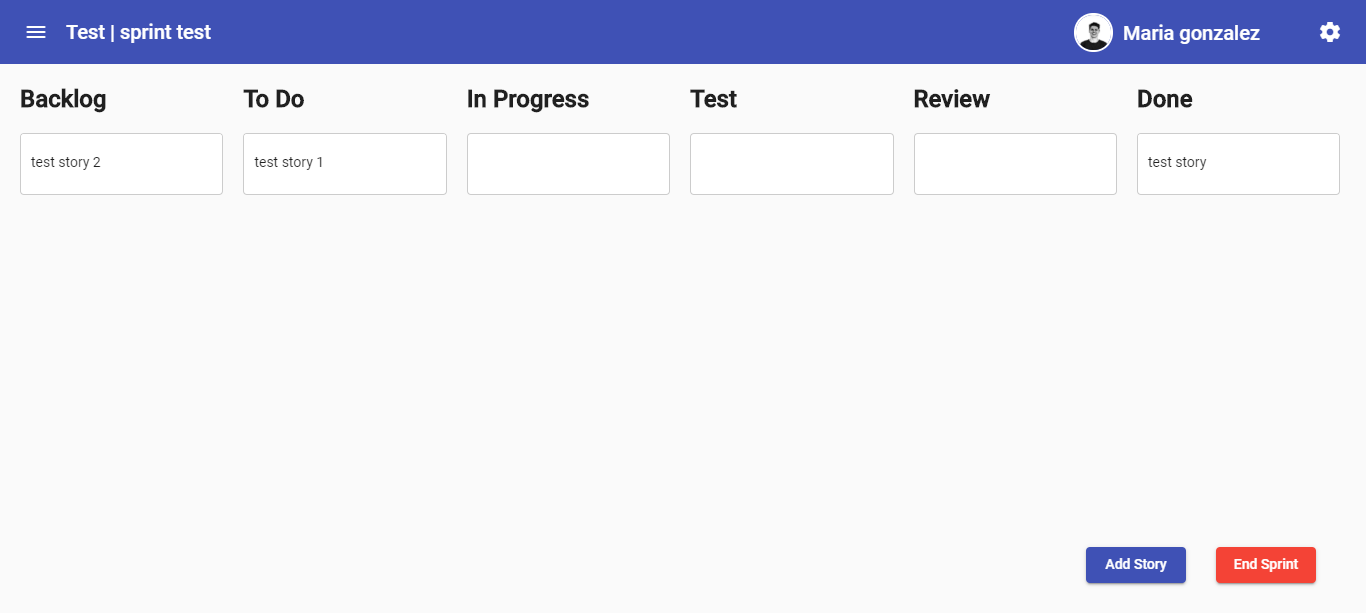 Test | sprint test
Maria gonzalez
Backlog
To Do
In Progress
Test
Review
Done
test story 2
test story 1
test story
Add Story
End Sprint